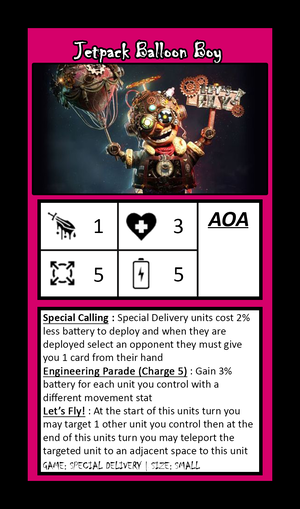 Jetpack Balloon Boy
1
3
AOA
5
5
Special Calling : Special Delivery units cost 2%
less battery to deploy and when they are
deployed select an opponent they must give
you 1 card from their hand
Engineering Parade (Charge 5) : Gain 3%
battery for each unit you control with a
different movement stat
Let's Fly! : At the start of this units turn you
may target 1 other unit you control then at the
end of this units turn you may teleport the
targeted unit to an adjacent space to this unit
GAME; SPECIAL DELIVERY | SIZE; SMALL